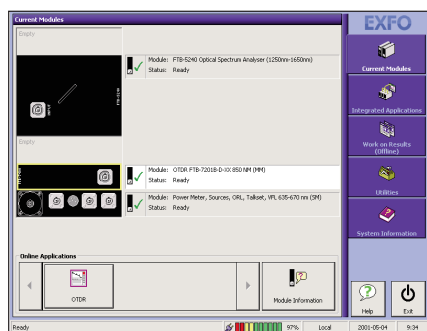 Current Modules
EXFO
Empty
Module: FTB-5240 Optical Spectrum Analyser (1250nm-1650nm)
Status: Ready
Current Modules
Integrated Applications
Empty
Work on Results
(Offline)
Module: OTDR FTB-7201B-D-XX 850 NM (MM)
Status: Ready
Utilities
Module: Power Meter, Sources, ORL, Talkset, VFL 635-670 nm (SM)
Status: Ready
System Information
Online Applications
OTDR
Module Information
Help
Exit
Ready
97%
Local
2001-05-04
9:34